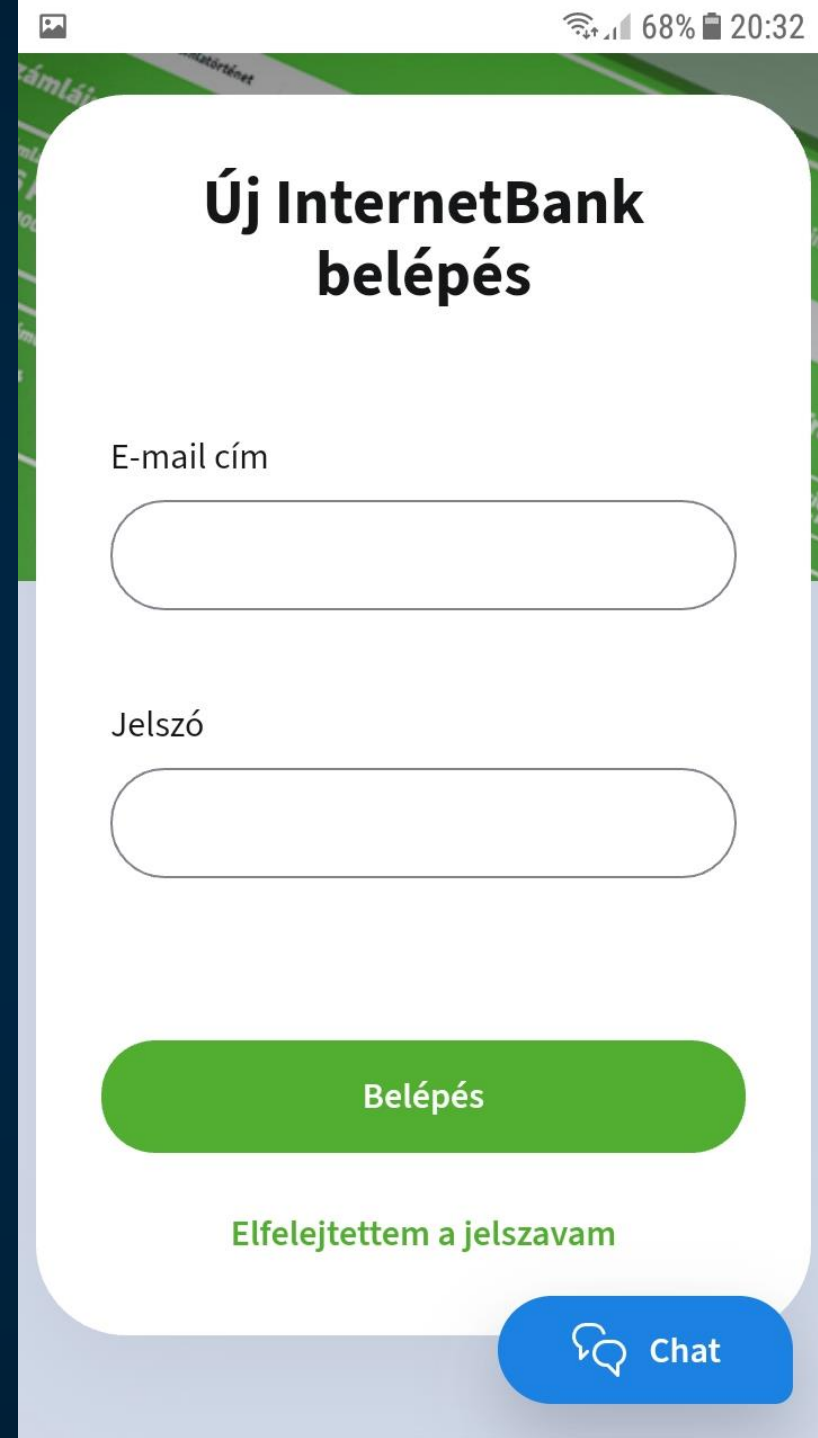 68% 20:32
Új InternetBank
belépés
E-mail cím
Jelszó
Belépés
Elfelejtettem a jelszavam
Chat